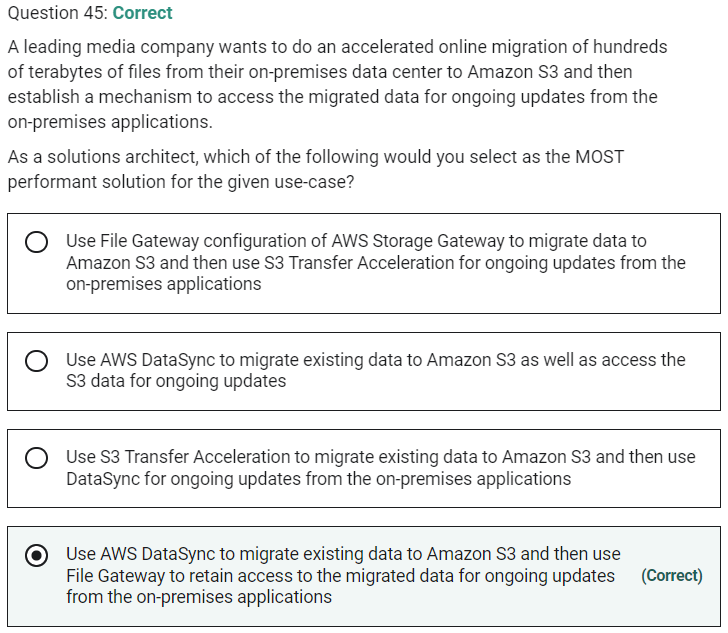 Question 45: Correct
A leading media company wants to do an accelerated online migration of hundreds
of terabytes of files from their on-premises data center to Amazon S3 and then
establish a mechanism to access the migrated data for ongoing updates from the
on-premises applications.
As a solutions architect, which of the following would you select as the MOST
performant solution for the given use-case?
Use File Gateway configuration of AWS Storage Gateway to migrate data to
Amazon S3 and then use S3 Transfer Acceleration for ongoing updates from the
on-premises applications
Use AWS DataSync to migrate existing data to Amazon S3 as well as access the
S3 data for ongoing updates
Use S3 Transfer Acceleration to migrate existing data to Amazon S3 and then use
DataSync for ongoing updates from the on-premises applications
Use AWS DataSync to migrate existing data to Amazon S3 and then use
File Gateway to retain access to the migrated data for ongoing updates (Correct)
from the on-premises applications